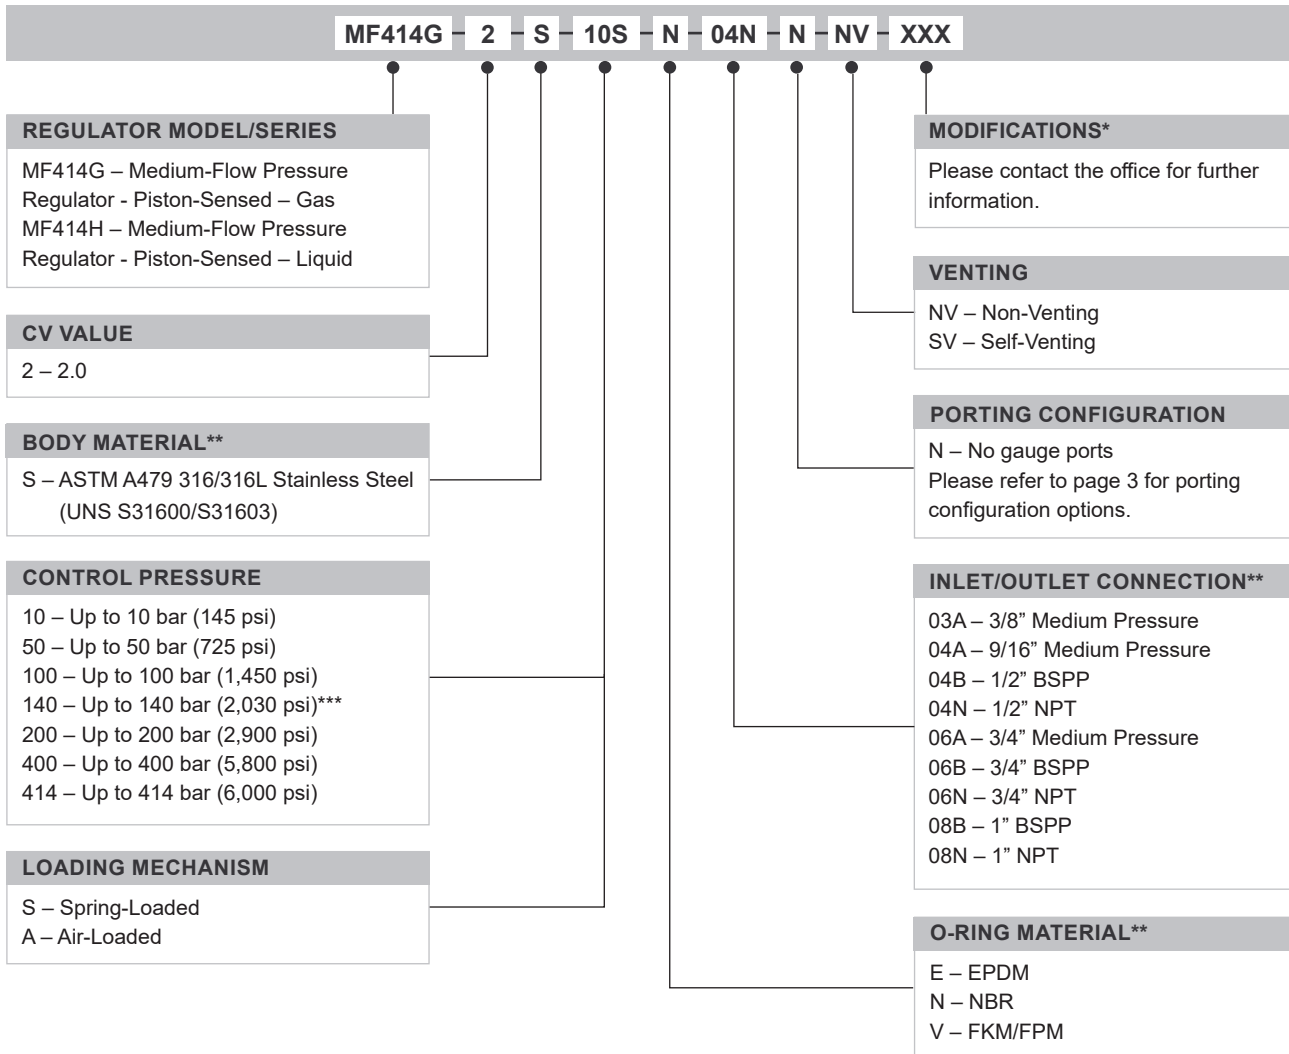 MF414G 2 S 10S N 04N N NV XXX
REGULATOR MODEL/SERIES
MF414G – Medium-Flow Pressure
Regulator - Piston-Sensed – Gas
MF414H – Medium-Flow Pressure
Regulator - Piston-Sensed – Liquid
CV VALUE
2 – 2.0
BODY MATERIAL**
S – ASTM A479 316/316L Stainless Steel
(UNS S31600/S31603)
CONTROL PRESSURE
10 – Up to 10 bar (145 psi)
50 – Up to 50 bar (725 psi)
100 – Up to 100 bar (1,450 psi)
140 – Up to 140 bar (2,030 psi)***
200 – Up to 200 bar (2,900 psi)
400 – Up to 400 bar (5,800 psi)
414 – Up to 414 bar (6,000 psi)
LOADING MECHANISM
S – Spring-Loaded
A – Air-Loaded
MODIFICATIONS*
Please contact the office for further
information.
VENTING
NV – Non-Venting
SV – Self-Venting
PORTING CONFIGURATION
N – No gauge ports
Please refer to page 3 for porting
configuration options.
INLET/OUTLET CONNECTION**
03A – 3/8” Medium Pressure
04A – 9/16” Medium Pressure
04B – 1/2” BSPP
04N – 1/2” NPT
06A – 3/4” Medium Pressure
06B – 3/4” BSPP
06N – 3/4” NPT
08B – 1” BSPP
08N – 1” NPT
O-RING MATERIAL**
E – EPDM
N – NBR
V – FKM/FPM